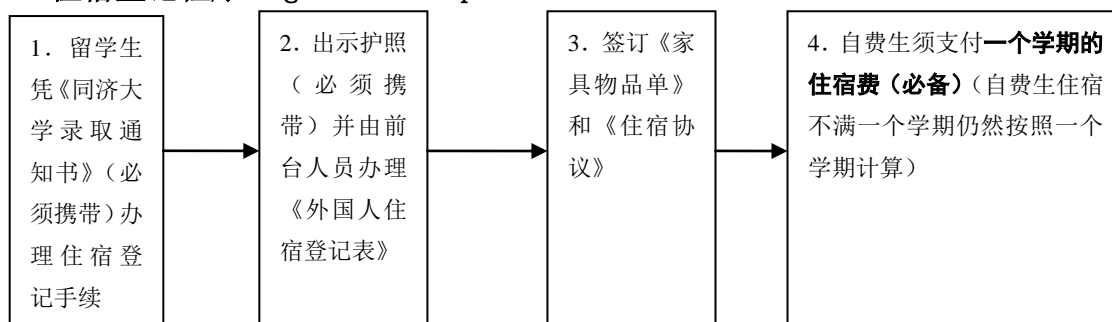 1. 留学生
凭《同济大
学录取通
知书》（必
须携带）办
理住宿登
记手续
2. 出示护照
（必须携
带）并由前
台人员办理
《外国人住
宿登记表》
3. 签订《家
具物品单》
和《住宿协
议》
4. 自费生须支付一个学期的
住宿费（必备）（自费生住宿
不满一个学期仍然按照一个
学期计算）